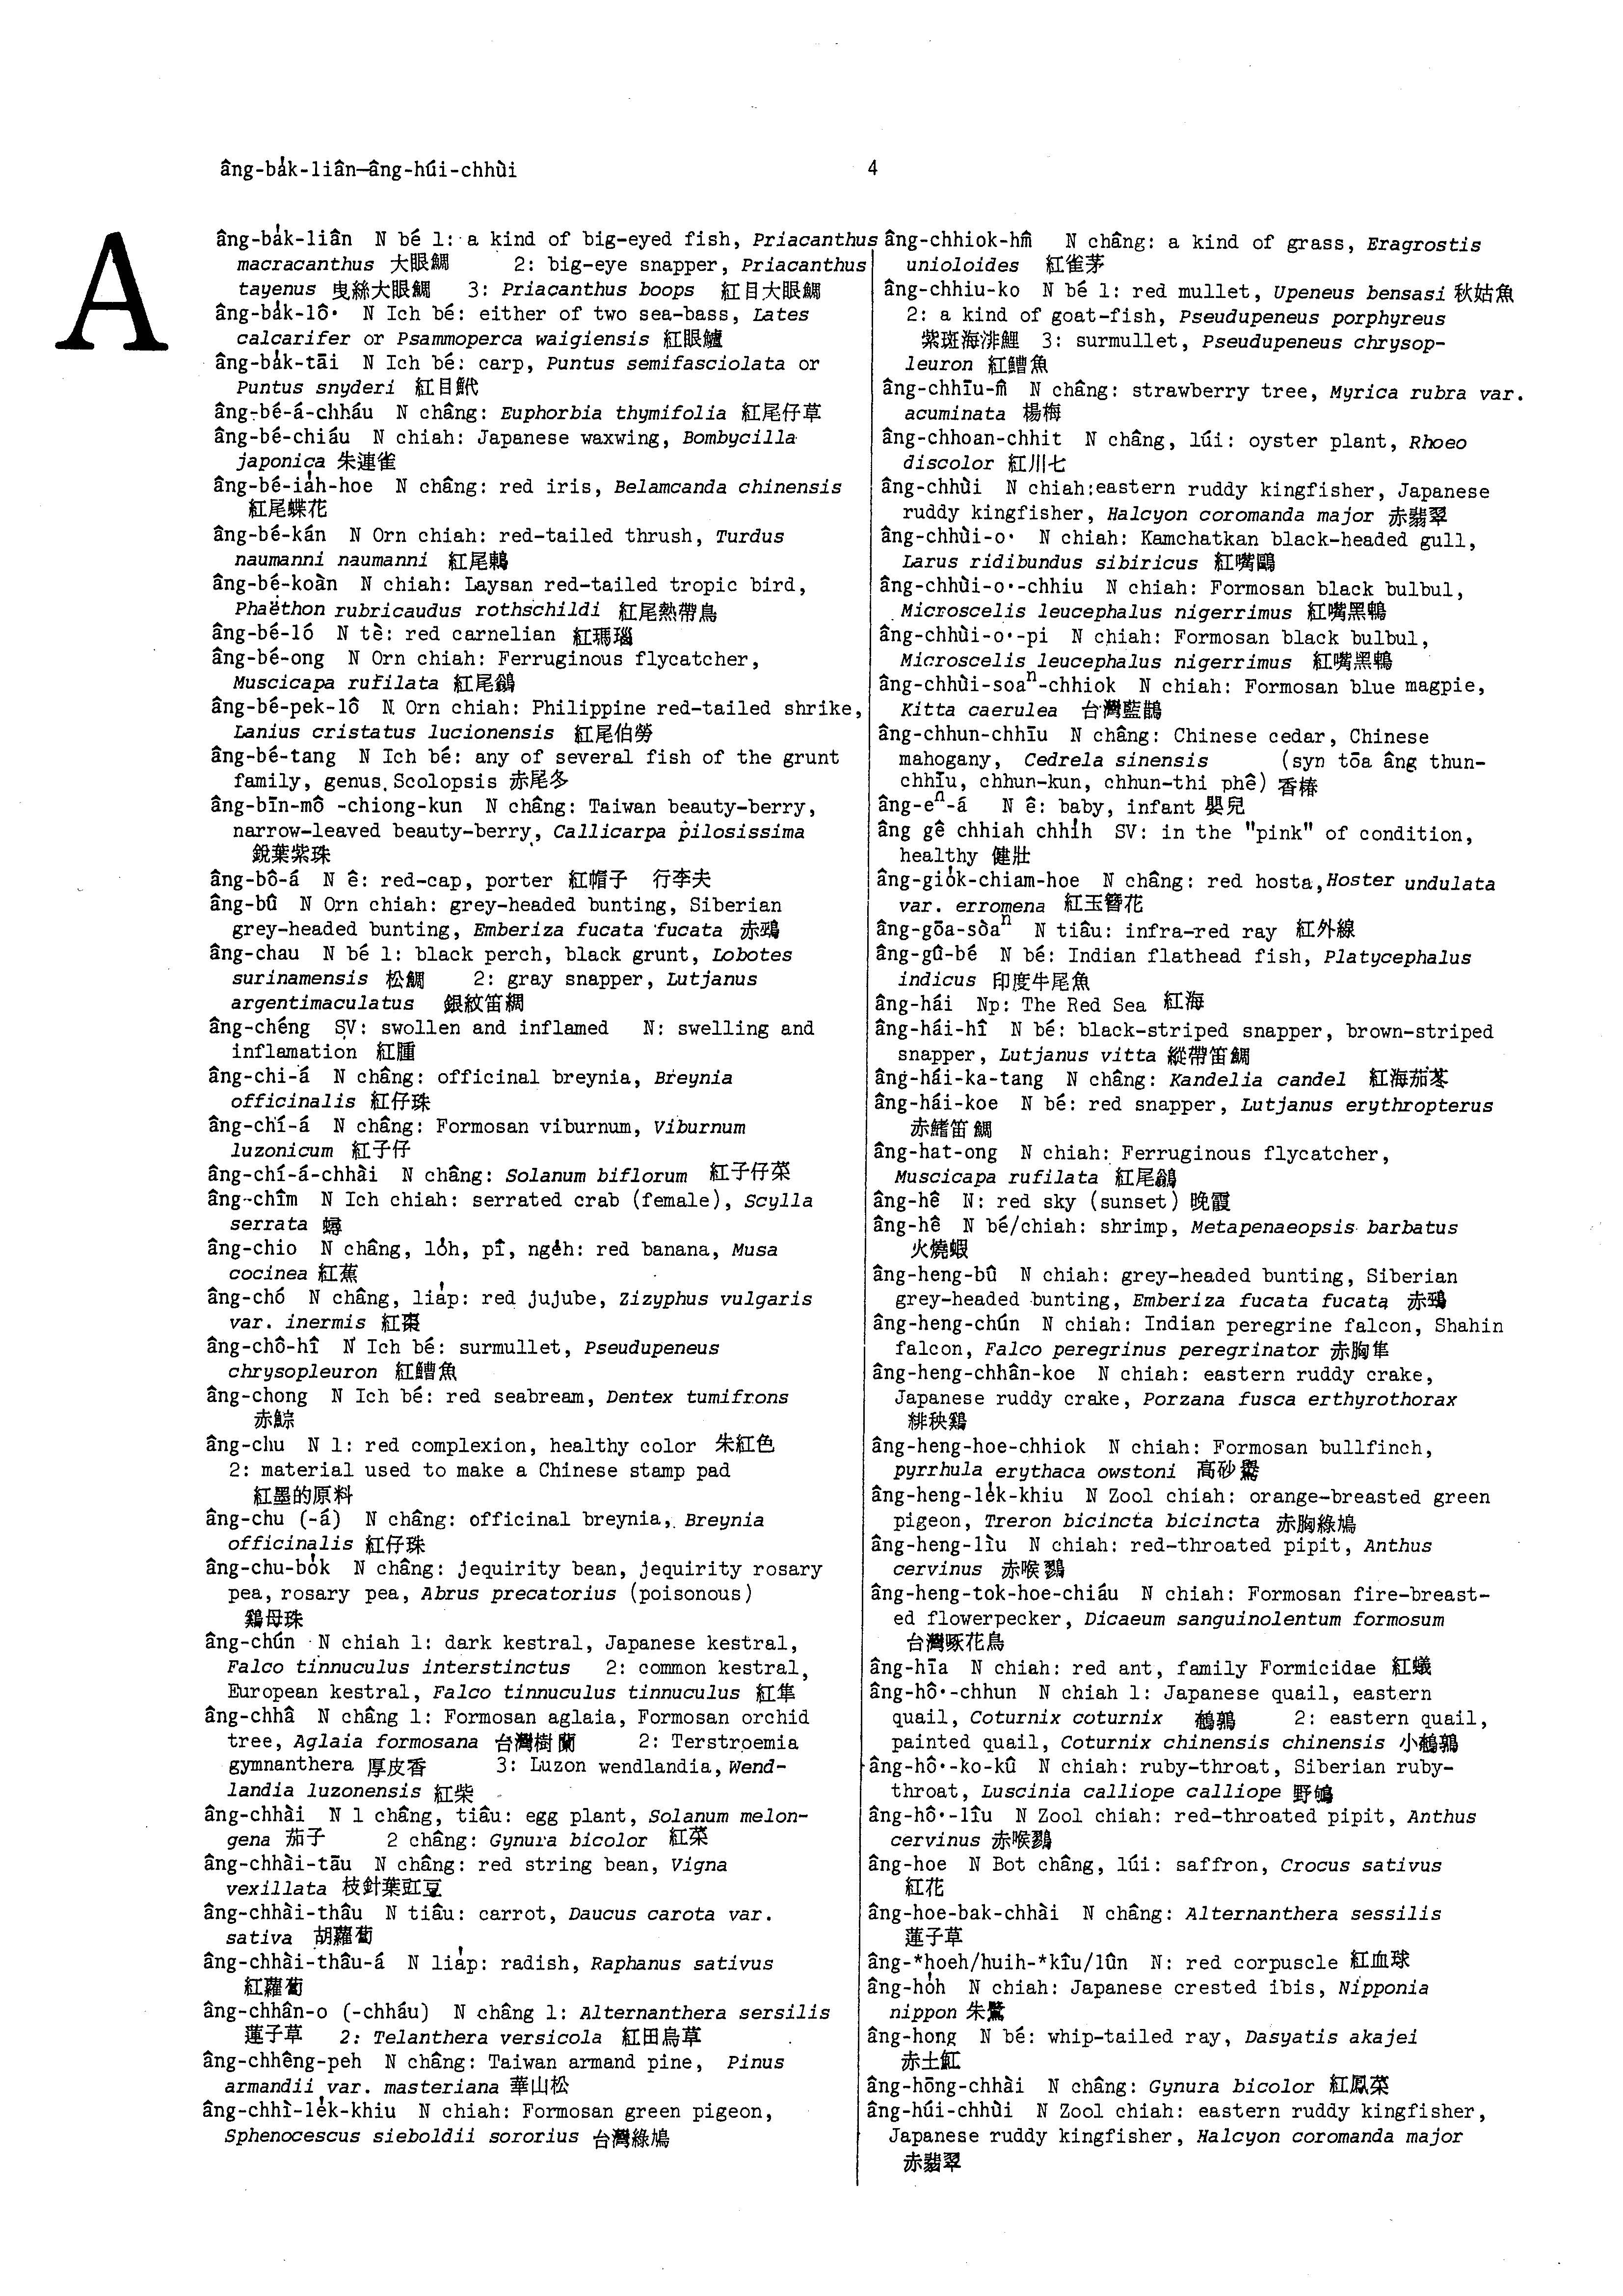 âng-ba̍k-liân—âng-húi-chhùi
4
A
âng-ba̍k-liân N bé 1: a kind of big-eyed fish, Priacanthus
macracanthus 大眼鯛 2: big-eye snapper, Priacanthus
tayenus 曳絲大眼鯛 3: Priacanthus boops 紅目大眼鯛
âng-ba̍k-lô· N Ich bé: either of two sea-bass, Lates
calcarifer or Psammoperca waigiensis 紅眼鱸
âng-ba̍k-tāi N Ich bé: carp, Puntus semifasciolata or
Puntus snyderi 紅目
âng-bé-á-chháu N châng: Euphorbia thymifolia 紅尾仔草
âng-bé-chiáu N chiah: Japanese waxwing, Bombycilla
japonica 朱連雀
âng-bé-ia̍h-hoe N châng: red iris, Belamcanda chinensis
紅尾蝶花
âng-bé-kán N Orn chiah: red-tailed thrush, Turdus
naumanni naumanni 紅尾鶇
âng-bé-koàn N chiah: Laysan red-tailed tropic bird,
Phaëthon rubricaudus rothschildi 紅尾熱帶鳥
âng-bé-ló N tè: red carnelian 紅瑪瑙
âng-bé-ong N Orn chiah: Ferruginous flycatcher,
Muscicapa rufilata 紅尾鶲
âng-bé-pek-lô N Orn chiah: Philippine red-tailed shrike,
Lanius cristatus lucionensis 紅尾伯勞
âng-bé-tang N Ich bé: any of several fish of the grunt
family, genus Scolopsis 赤尾冬
âng-bīn-mô -chiong-kun N châng: Taiwan beauty-berry,
narrow-leaved beauty-berry, Callicarpa pilosissima
銳葉紫珠
âng-bô-á N ê: red-cap, porter 紅帽子 行李夫
âng-bû N Orn chiah: grey-headed bunting, Siberian
grey-headed bunting, Emberiza fucata fucata 赤鵐
âng-chau N bé 1: black perch, black grunt, Lobotes
surinamensis 松鯛 2: gray snapper, Lutjanus
argentimaculatus 銀紋笛鯛
âng-chéng SV: swollen and inflamed N: swelling and
inflamation 紅腫
âng-chi-á N châng: officinal breynia, Breynia
officinalis 紅仔珠
âng-chí-á N châng: Formosan viburnum, Viburnum
luzonicum 紅子仔
âng-chí-á-chhài N châng: Solanum biflorum 紅子仔菜
âng-chîm N Ich chiah: serrated crab (female), Scylla
serrata 蟳
âng-chio N châng, lo̍h, pî, nge̍h: red banana, Musa
cocinea 紅蕉
âng-chó N châng, lia̍p: red jujube, Zizyphus vulgaris
var. inermis 紅棗
âng-chô-hî N Ich bé: surmullet, Pseudupeneus
chrysopleuron 紅鰽魚
âng-chong N Ich bé: red seabream, Dentex tumifrons
赤鯮
âng-chu N 1: red complexion, healthy color 朱紅色
2: material used to make a Chinese stamp pad
紅墨的原料
âng-chu (-á) N châng: officinal breynia, Breynia
officinalis 紅仔珠
âng-chu-bo̍k N châng: jequirity bean, jequirity rosary
pea, rosary pea, Abrus precatorius (poisonous)
鷄母珠
âng-chún N chiah 1: dark kestral, Japanese kestral,
Falco tinnuculus interstinctus 2: common kestral,
European kestral, Falco tinnuculus tinnuculus 紅隼
âng-chhâ N châng 1: Formosan aglaia, Formosan orchid
tree, Aglaia formosana 台灣樹蘭 2: Terstroemia
gymnanthera 厚皮香 3: Luzon wendlandia, Wend-
landia luzonensis 紅柴
âng-chhài N 1 châng, tiâu: egg plant, Solanum melon-
gena 茄子 2 châng: Gynura bicolor 紅菜
âng-chhài-tāu N châng: red string bean, Vigna
vexillata 枝針葉豇豆
âng-chhài-thâu N tiâu: carrot, Daucus carota var.
sativa 胡蘿蔔
âng-chhài-thâu-á N lia̍p: radish, Raphanus sativus
紅蘿蔔
âng-chhân-o (-chháu) N châng 1: Alternanthera sersilis
蓮子草 2: Telanthera versicola 紅田烏草
âng-chhêng-peh N châng: Taiwan armand pine, Pinus
armandii var. masteriana 華山松
âng-chhì-le̍k-khiu N chiah: Formosan green pigeon,
Sphenocescus sieboldii sororius 台灣綠鳩
âng-chhiok-hm̂ N châng: a kind of grass, Eragrostis
unioloides 紅雀茅
âng-chhiu-ko N bé 1: red mullet, Upeneus bensasi 秋姑魚
2: a kind of goat-fish, Pseudupeneus porphyreus
紫斑海緋鯉 3: surmullet, Pseudupeneus chrysop-
leuron 紅鰽魚
âng-chhīu-m̂ N châng: strawberry tree, Myrica rubra var.
acuminata 楊梅
âng-chhoan-chhit N châng, lúi: oyster plant, Rhoeo
discolor 紅川七
âng-chhùi N chiah:eastern ruddy kingfisher, Japanese
ruddy kingfisher, Halcyon coromanda major 赤翡翠
âng-chhùi-o· N chiah: Kamchatkan black-headed gull,
Larus ridibundus sibiricus 紅嘴鷗
âng-chhùi-o·-chhiu N chiah: Formosan black bulbul,
Microscelis leucephalus nigerrimus 紅嘴黑鵯
âng-chhùi-o·-pi N chiah: Formosan black bulbul,
Microscelis leucephalus nigerrimus 紅嘴黑鵯
âng-chhùi-soaⁿ-chhiok N chiah: Formosan blue magpie,
Kitta caerulea 台灣藍鵲
âng-chhun-chhīu N châng: Chinese cedar, Chinese
mahogany, Cedrela sinensis (syn tōa âng thun-
chhīu, chhun-kun, chhun-thi phê) 香椿
âng-eⁿ-á N ê: baby, infant 嬰兒
âng gê chhiah chhi̍h SV: in the "pink" of condition,
healthy 健壯
âng-gio̍k-chiam-hoe N châng: red hosta, Hoster undulata
var. erromena 紅玉簪花
âng-gōa-sòaⁿ N tiâu: infra-red ray 紅外線
âng-gû-bé N bé: Indian flathead fish, Platycephalus
indicus 印度牛尾魚
âng-hái Np: The Red Sea 紅海
âng-hái-hî N bé: black-striped snapper, brown-striped
snapper, Lutjanus vitta 縱帶笛鯛
âng-hái-ka-tang N châng: Kandelia candel 紅海茄苳
âng-hái-koe N bé: red snapper, Lutjanus erythropterus
赤鰭笛鯛
âng-hat-ong N chiah: Ferruginous flycatcher,
Muscicapa rufilata 紅尾鶲
âng-hê N: red sky (sunset) 晚霞
âng-hê N bé/chiah: shrimp, Metapenaeopsis barbatus
火燒蝦
âng-heng-bû N chiah: grey-headed bunting, Siberian
grey-headed bunting, Emberiza fucata fucata 赤鵐
âng-heng-chún N chiah: Indian peregrine falcon, Shahin
falcon, Falco peregrinus peregrinator 赤胸隼
âng-heng-chhân-koe N chiah: eastern ruddy crake,
Japanese ruddy crake, Porzana fusca erthyrothorax
緋秧鷄
âng-heng-hoe-chhiok N chiah: Formosan bullfinch,
pyrrhula erythaca owstoni 高砂鷽
âng-heng-le̍k-khiu N Zool chiah: orange-breasted green
pigeon, Treron bicincta bicincta 赤胸綠鳩
âng-heng-lìu N chiah: red-throated pipit, Anthus
cervinus 赤喉鷚
âng-heng-tok-hoe-chiáu N chiah: Formosan fire-breast-
ed flowerpecker, Dicaeum sanguinolentum formosum
台灣啄花鳥
âng-hīa N chiah: red ant, family Formicidae 紅蟻
âng-hô·-chhun N chiah 1: Japanese quail, eastern
quail, Coturnix coturnix 鵪鶉 2: eastern quail,
painted quail, Coturnix chinensis chinensis 小鵪鶉
âng-hô·-ko-kû N chiah: ruby-throat, Siberian ruby-
throat, Luscinia calliope calliope 野鴝
âng-hô·-lîu N Zool chiah: red-throated pipit, Anthus
cervinus 赤喉鷚
âng-hoe N Bot châng, lúi: saffron, Crocus sativus
紅花
âng-hoe-bak-chhài N châng: Alternanthera sessilis
蓮子草
âng-*hoeh/huih-*kîu/lûn N: red corpuscle 紅血球
âng-ho̍h N chiah: Japanese crested ibis, Nipponia
nippon 朱鷺
âng-hong N bé: whip-tailed ray, Dasyatis akajei
赤土魟
âng-hōng-chhài N châng: Gynura bicolor 紅鳳菜
âng-húi-chhùi N Zool chiah: eastern ruddy kingfisher,
Japanese ruddy kingfisher, Halcyon coromanda major
赤翡翠